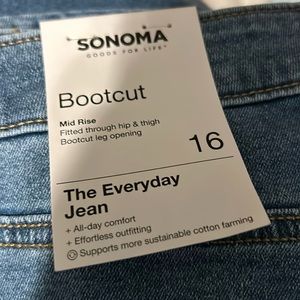 SONOMA
GOODS FOR LIFE
Bootcut
Mid Rise
Fitted through hip & thigh
Bootcut leg opening
16
The Everyday
Jean
+ All-day comfort
+ Effortless outfitting
Supports more sustainable cotton farming